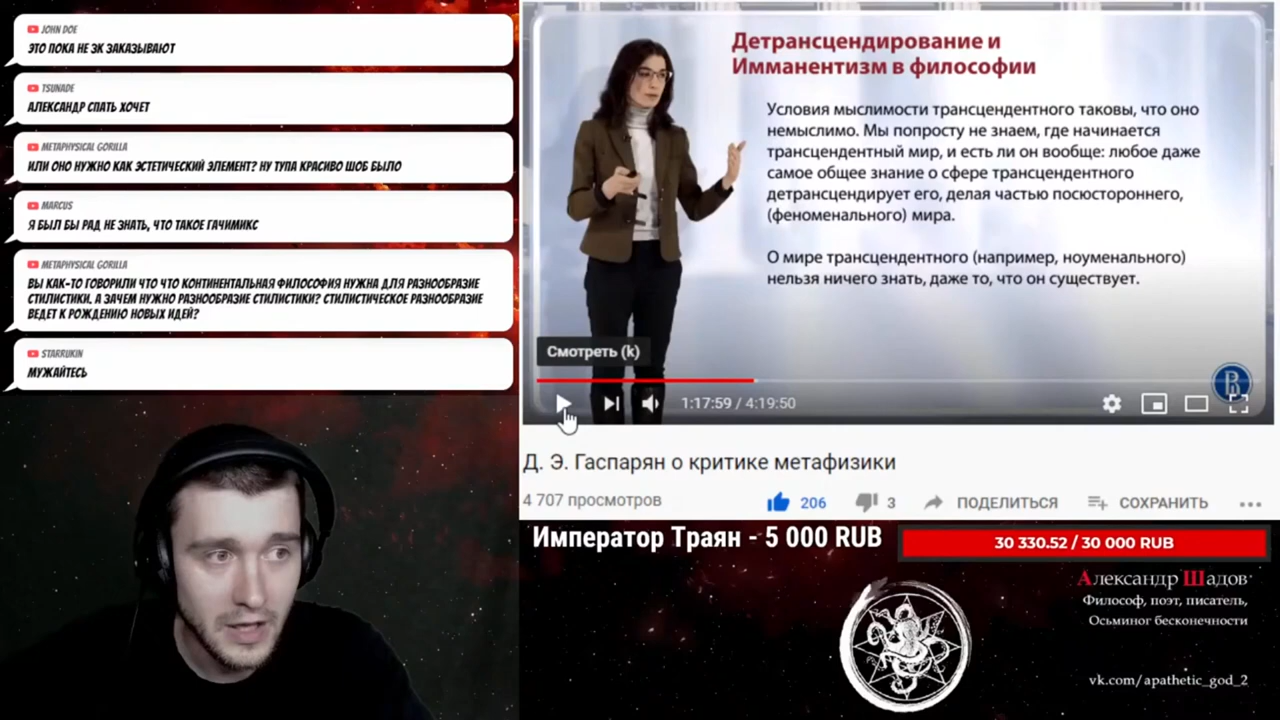 JOHN DOE
ЭТО ПОКА НЕ ЗК ЗАКАЗЫВАЮТ
TSUNADE
АЛЕКСАНДР СПАТЬ ХОЧЕТ
METAPHYSICAL GORILLA
ИЛИ ОНО НУЖНО КАК ЭСТЕТИЧЕСКИЙ ЭЛЕМЕНТ? НУ ТУПА КРАСИВО ШОБ БЫЛО
MARCUS
Я БЫЛ БЫ РАД НЕ ЗНАТЬ, ЧТО ТАКОЕ ГАЧИМИКС
METAPHYSICAL GORILLA
ВЫ КАК-ТО ГОВОРИЛИ ЧТО ЧТО КОНТИНЕНТАЛЬНАЯ ФИЛОСОФИЯ НУЖНА ДЛЯ РАЗНООБРАЗИЕ
СТИЛИСТИКИ. А ЗАЧЕМ НУЖНО РАЗНООБРАЗИЕ СТИЛИСТИКИ? СТИЛИСТИЧЕСКОЕ РАЗНООБРАЗИЕ
ВЕДЕТ К РОЖДЕНИЮ НОВЫХ ИДЕЙ?
STARRUKIN
МУЖАЙТЕСЬ
Детрансцендирование и
Имманентизм в философии
Условия мыслимости трансцендентного таковы, что оно
немыслимо. Мы попросту не знаем, где начинается
трансцендентный мир, и есть ли он вообще: любое даже
самое общее знание о сфере трансцендентного
детрансцендирует его, делая частью посюстороннего,
(феноменального) мира.
О мире трансцендентного (например, ноуменального)
нельзя ничего знать, даже то, что он существует.
Смотреть (k)
1:17:59 / 4:19:50
Д. Э. Гаспарян о критике метафизики
4 707 просмотров
206
3
ПОДЕЛИТЬСЯ
СОХРАНИТЬ
Император Траян - 5 000 RUB
30 330.52 / 30 000 RUB
Александр Шадов
Философ, поэт, писатель,
Осьминог бесконечности
vk.com/apathetic_god_2